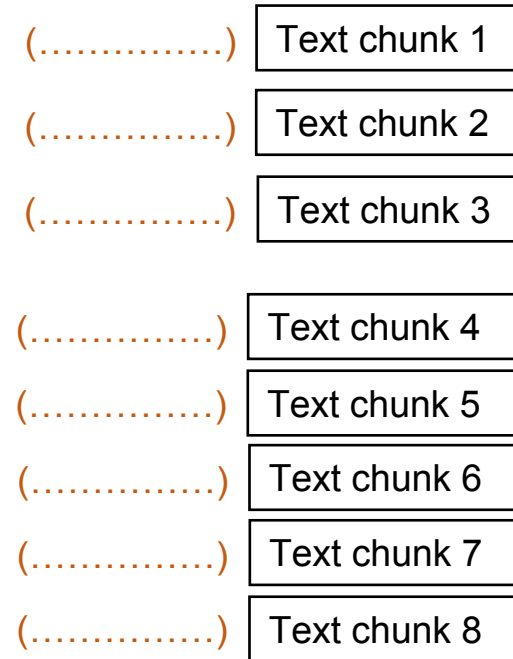 (...............) Text chunk 1
(...............) Text chunk 2
(...............) Text chunk 3
(...............) Text chunk 4
(...............) Text chunk 5
(...............) Text chunk 6
(...............) Text chunk 7
(...............) Text chunk 8